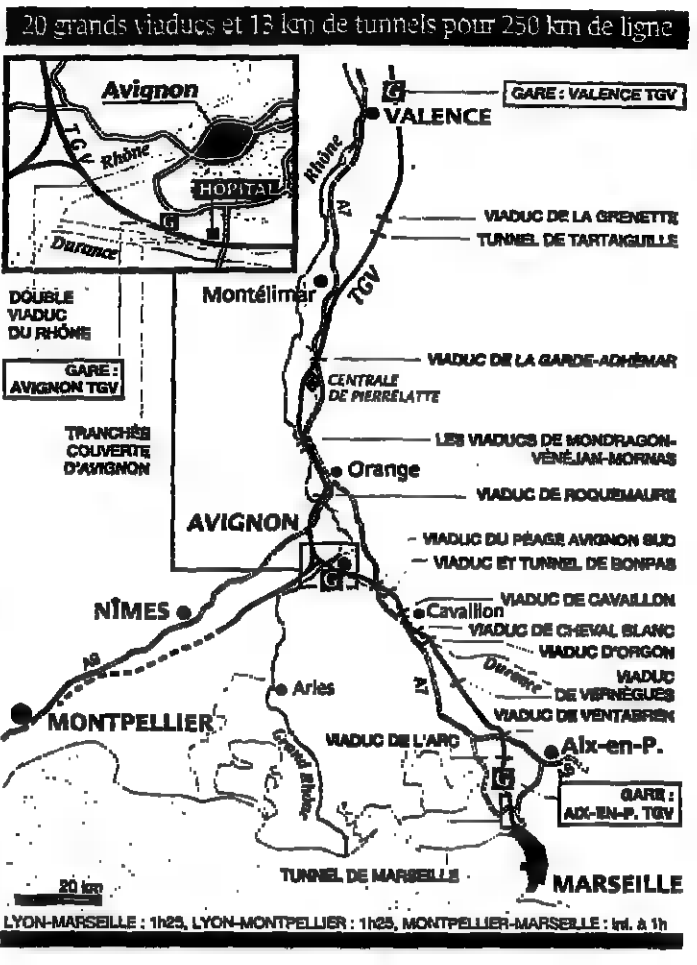 20 grands viaducs et 13 km de tunnels pour 250 km de ligne
Avignon
TGV
Rhône
HOPITAL
G
Durance
DOUBLE
VIADUC
DU RHÔNE
GARE :
AVIGNON TGV
TRANCHÉE
COUVERTE
D'AVIGNON
G
GARE : VALENCE TGV
VALENCE
Rhône
A7
VIADUC DE LA GRENETTE
TUNNEL DE TARTAIGUILLE
Montélimar
TGV
VIADUC DE LA GARDE-ADHÉMAR
CENTRALE
DE PIERRELATTE
LES VIADUCS DE MONDRAGON-
VÉNÉJAN-MORNAS
Orange
VIADUC DE ROQUEMAURE
AVIGNON
VIADUC DU PÉAGE AVIGNON SUD
VIADUC ET TUNNEL DE BONPAS
G
NÎMES
VIADUC DE CAVAILLON
Cavaillon
VIADUC DE CHEVAL BLANC
VIADUC D'ORGON
A9
Durance
VIADUC
DE VERNÈGUES
A7
Arles
VIADUC DE VENTABREN
MONTPELLIER
Grand Rhône
VIADUC DE L'ARC
Aix-en-P.
G
GARE :
AIX-EN-P. TGV
TUNNEL DE MARSEILLE
MARSEILLE
20 km
LYON-MARSEILLE : 1h25, LYON-MONTPELLIER : 1h25, MONTPELLIER-MARSEILLE : inf. à 1h